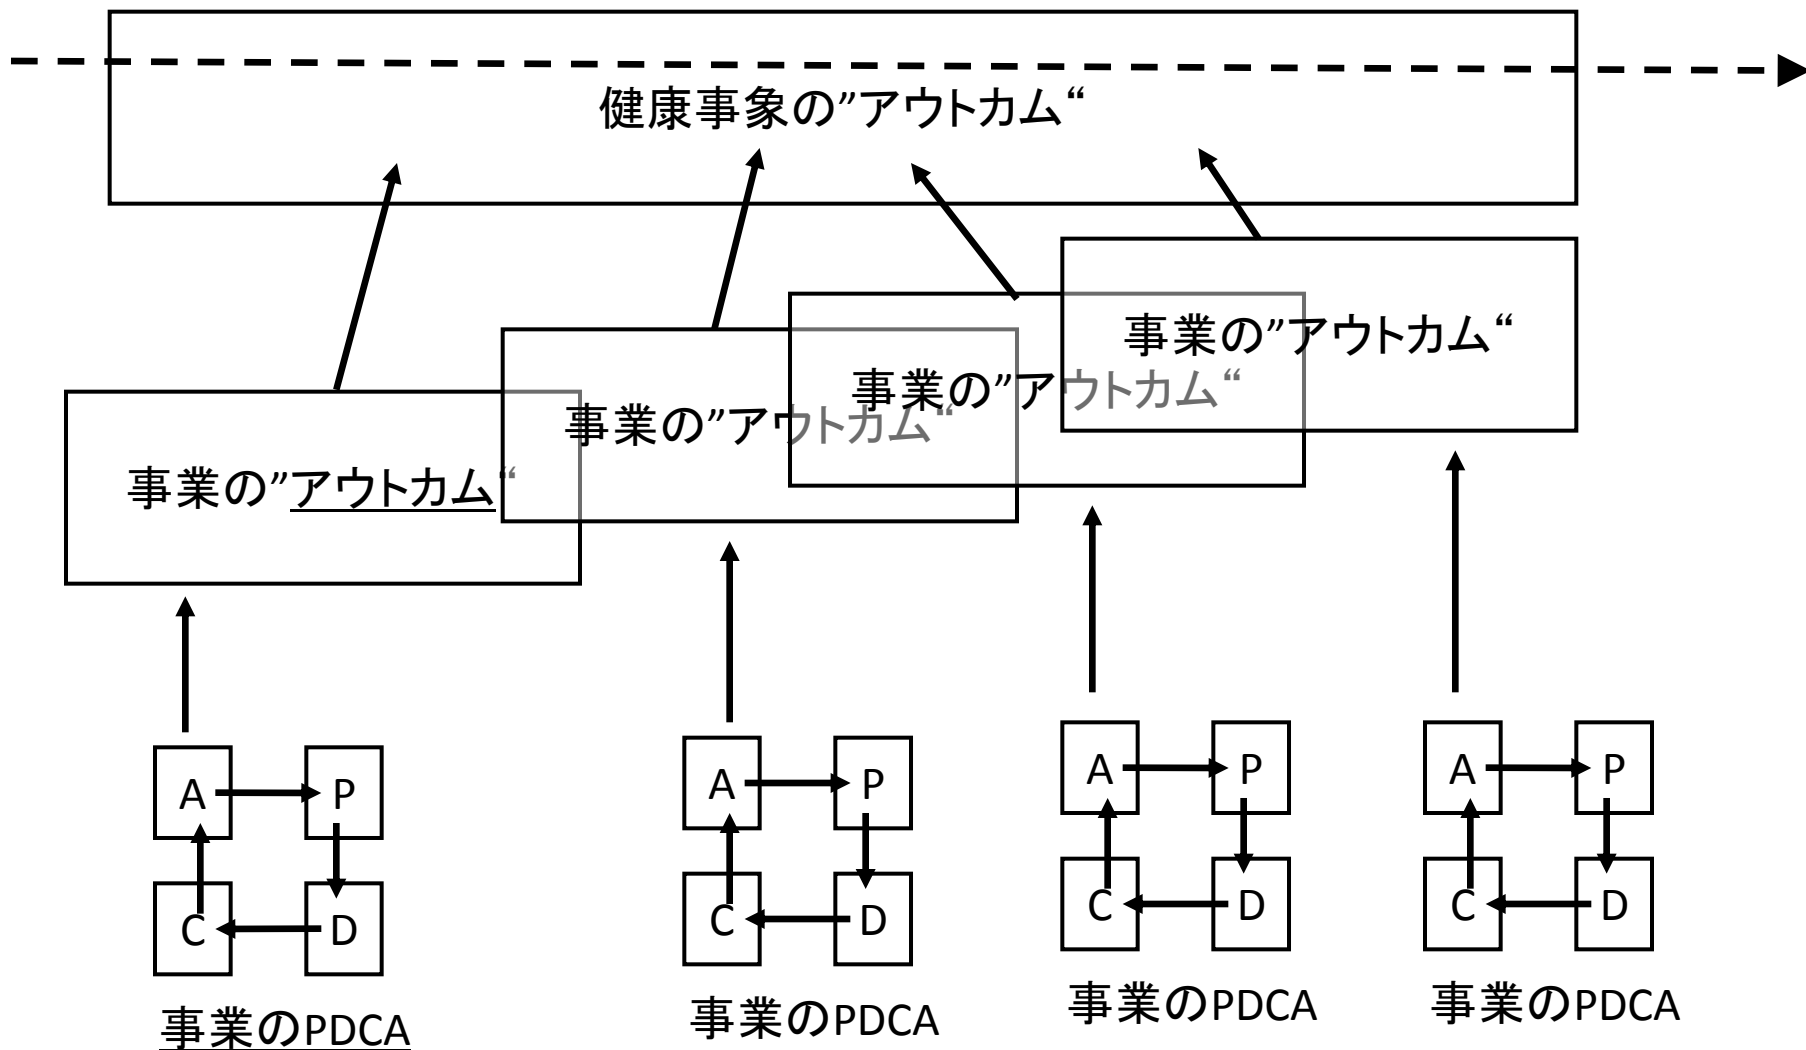 健康事象の”アウトカム“
事業の”アウトカム“
事業の”アウトカム“
事業の”アウトカム“
事業の”アウトカム“
A P
C D
事業のPDCA
A P
C D
事業のPDCA
A P
C D
事業のPDCA
A P
C D
事業のPDCA